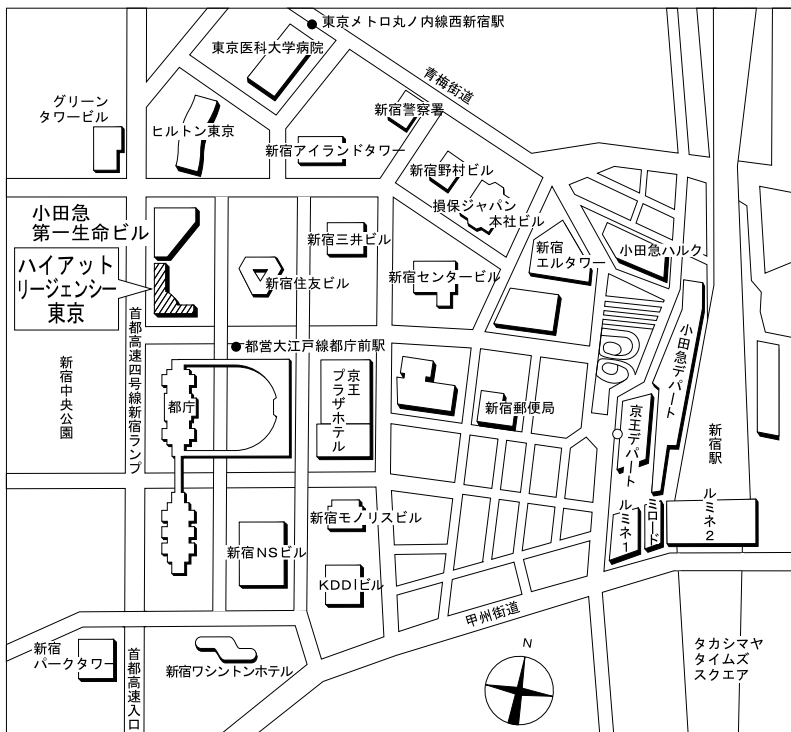 東京メトロ丸ノ内線西新宿駅
東京医科大学病院
青梅街道
グリーン
タワービル
新宿警察署
ヒルトン東京
新宿アイランドタワー
新宿野村ビル
損保ジャパン
本社ビル
小田急
第一生命ビル
新宿三井ビル
新宿
エルタワー
小田急ハルク
ハイアット
リージェンシー
東京
新宿住友ビル
新宿センタービル
首都高速四号線新宿ランプ
都営大江戸線都庁前駅
小田急デパート
新宿中央公園
都庁
京王
プラザホテル
新宿郵便局
京王デパート
新宿駅
新宿モノリスビル
ルミネ1
ミロード
ルミネ2
新宿NSビル
KDDIビル
甲州街道
新宿
パークタワー
首都高速入口
新宿ワシントンホテル
N
タカシマヤ
タイムズ
スクエア